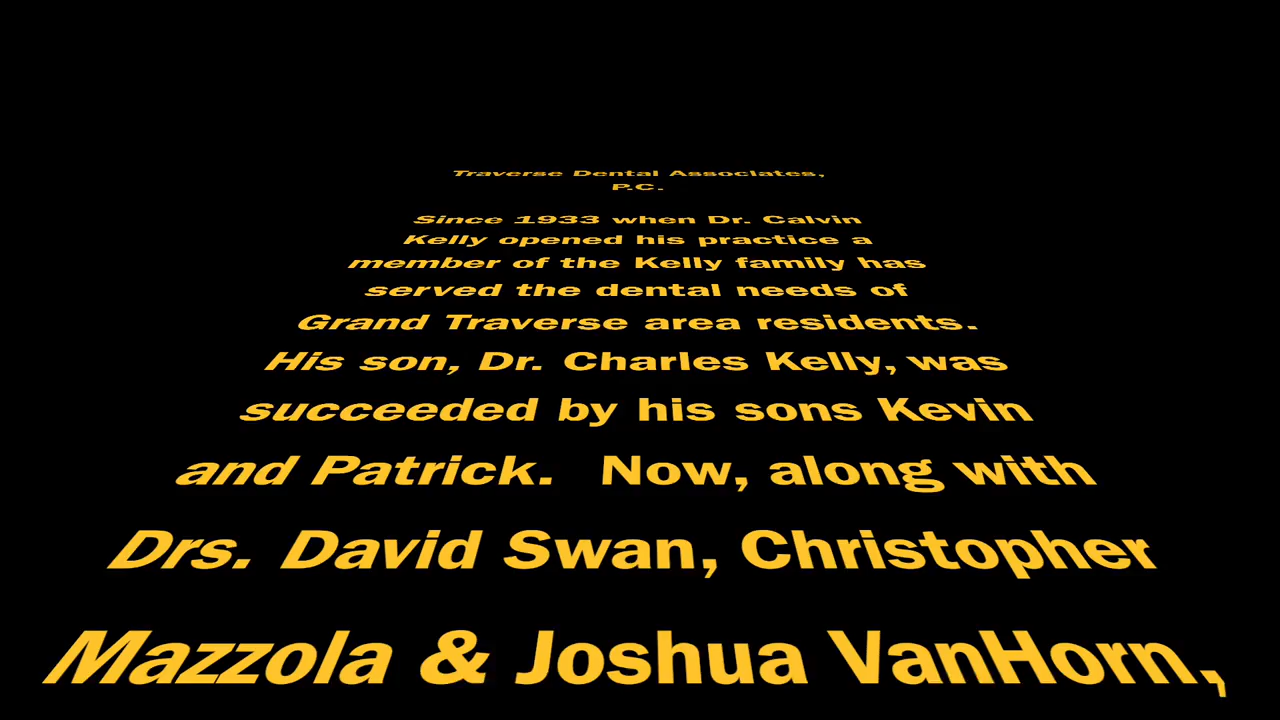 Traverse Dental Associates,
P.C.
Since 1933 when Dr. Calvin
Kelly opened his practice a
member of the Kelly family has
served the dental needs of
Grand Traverse area residents.
His son, Dr. Charles Kelly, was
succeeded by his sons Kevin
and Patrick.  Now, along with
Drs. David Swan, Christopher
Mazzola & Joshua VanHorn,